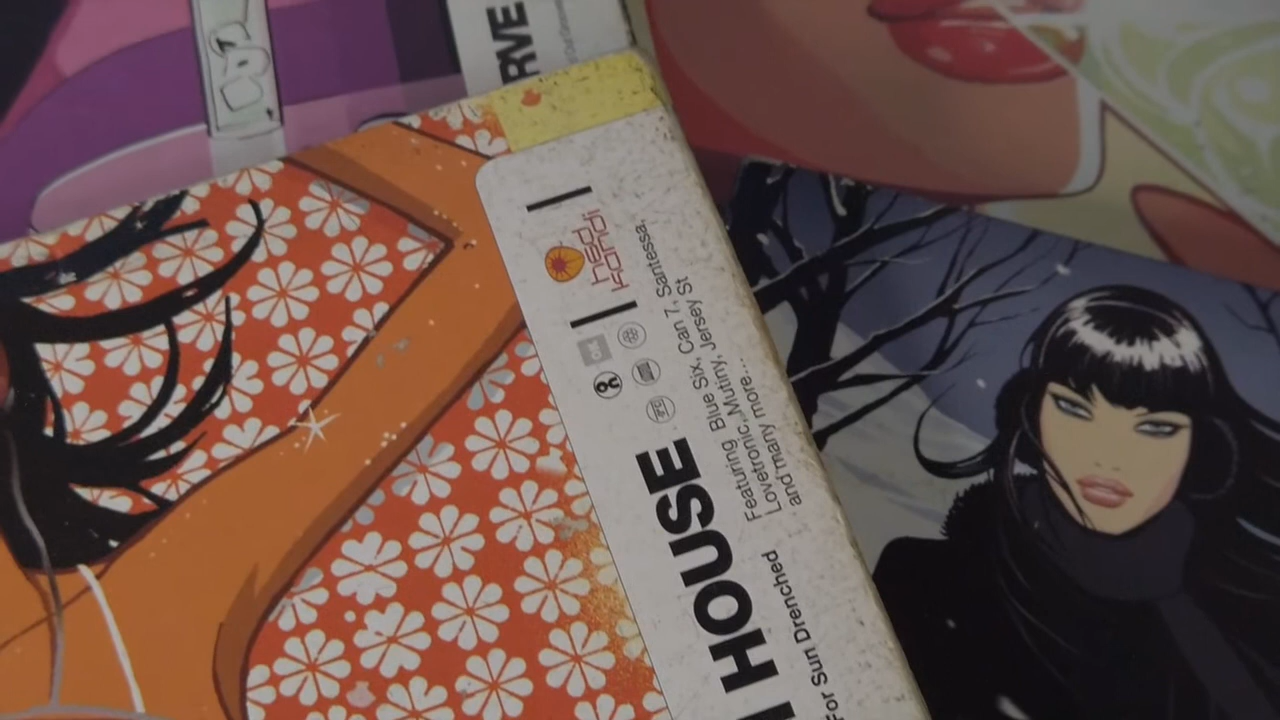 RVE
hed
kandi
HOUSE
Featuring Blue Six, Can 7, Santessa,
Lovetronic, Mutiny, Jersey St
and many more...
For Sun Drenched